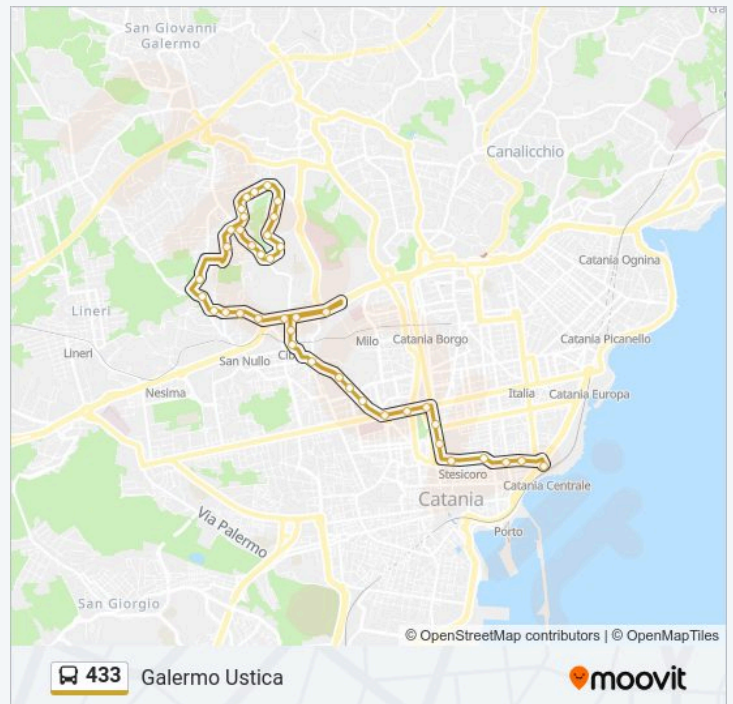 Ga
San Giovanni
Galermo
Canalicchio
Catania Ognina
Lineri
Lineri
San Nullo
Cib
Milo
Catania Borgo
Catania Picanello
Nesima
Italia
Catania Europa
Stesicoro
Catania Centrale
Catania
Via Palermo
Porto
San Giorgio
© OpenStreetMap contributors | © OpenMapTiles
433
Galermo Ustica
moovit